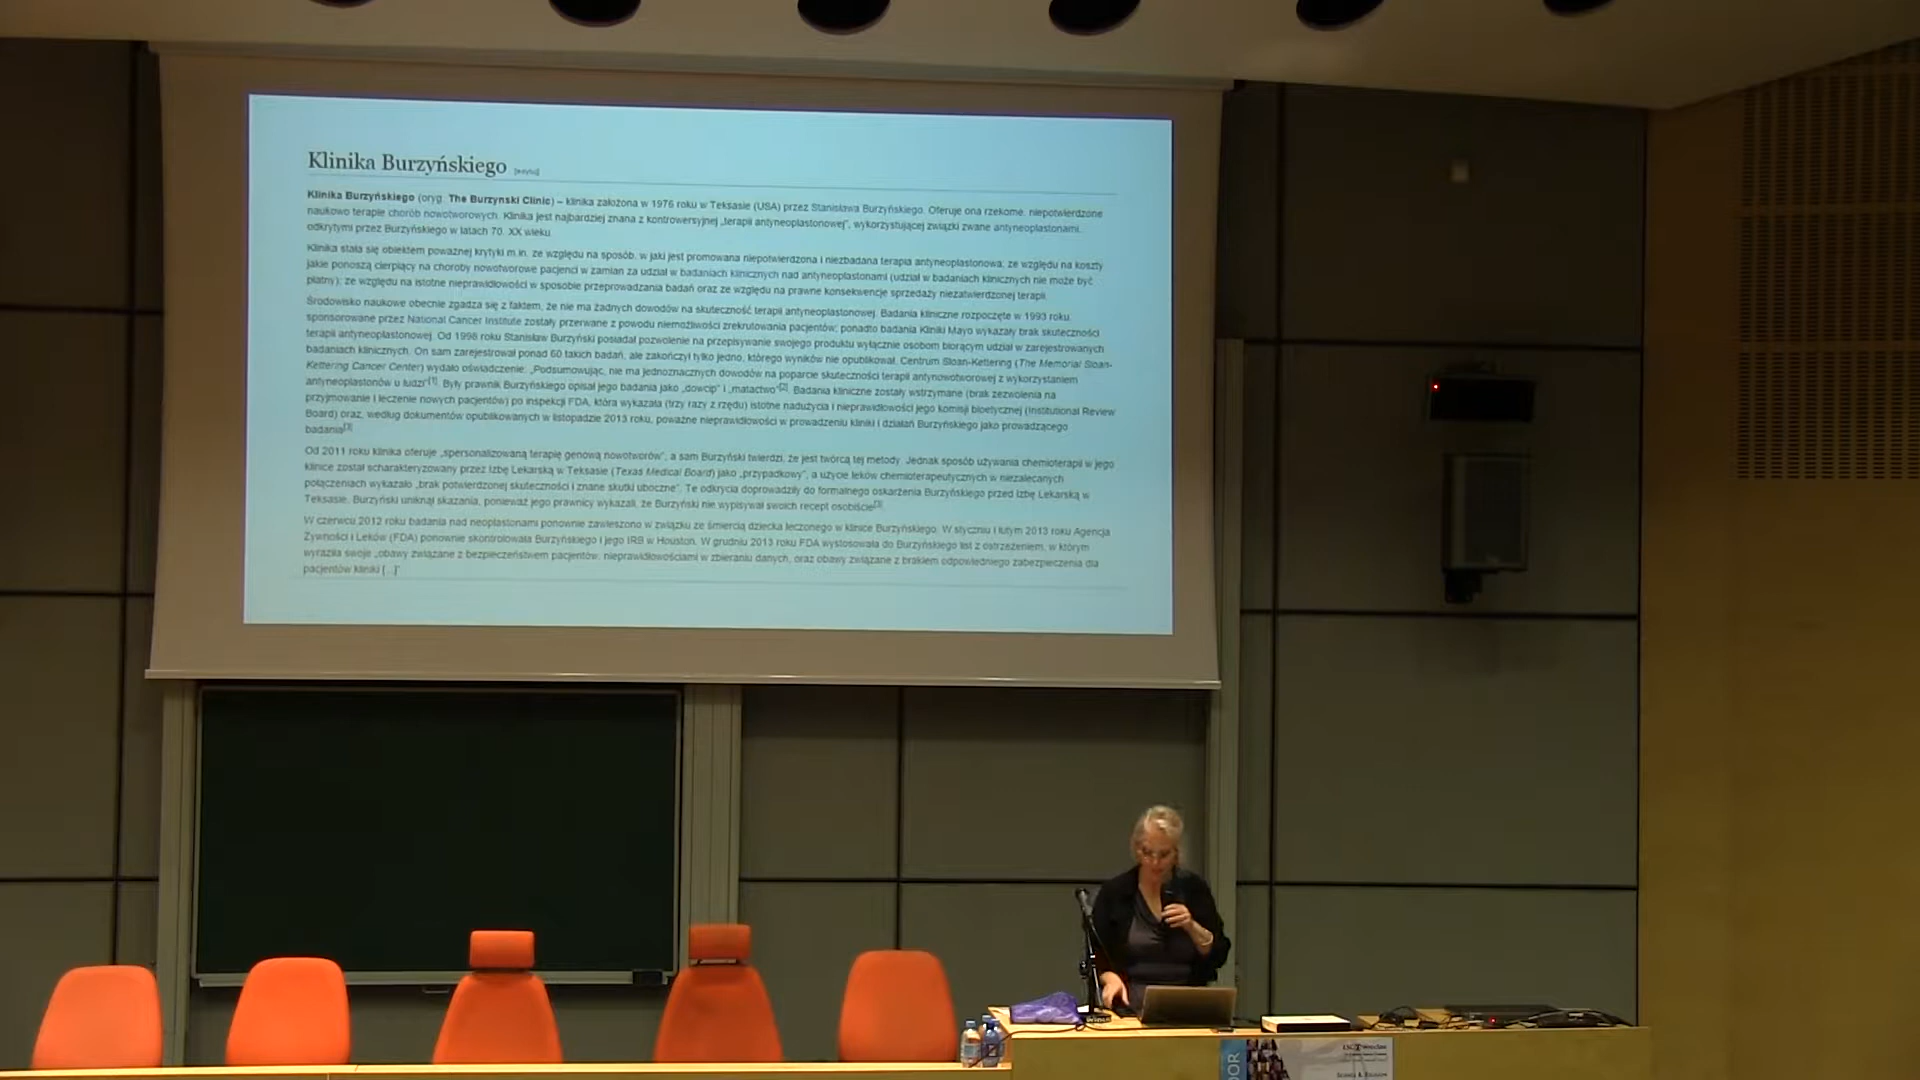 Klinika Burzyńskiego [edytuj]
Klinika Burzyńskiego (oryg. The Burzynski Clinic) – klinika założona w 1976 roku w Teksasie (USA) przez Stanisława Burzyńskiego. Oferuje ona rzekome, niepotwierdzone
naukowo terapie chorób nowotworowych. Klinika jest najbardziej znana z kontrowersyjnej „terapii antyneoplastonowej”, wykorzystującej związki zwane antyneoplastonami,
odkrytymi przez Burzyńskiego w latach 70. XX wieku.
Klinika stała się obiektem poważnej krytyki m.in. ze względu na sposób, w jaki jest promowana niepotwierdzona i niezbadana terapia antyneoplastonowa; ze względu na koszty
jakie ponoszą cierpiący na choroby nowotworowe pacjenci w zamian za udział w badaniach klinicznych nad antyneoplastonami (udział w badaniach klinicznych nie może być
płatny); ze względu na istotne nieprawidłowości w sposobie przeprowadzania badań oraz ze względu na prawne konsekwencje sprzedaży niezatwierdzonej terapii.
Środowisko naukowe obecnie zgadza się z faktem, że nie ma żadnych dowodów na skuteczność terapii antyneoplastonowej. Badania kliniczne rozpoczęte w 1993 roku,
sponsorowane przez National Cancer Institute zostały przerwane z powodu niemożliwości zrekrutowania pacjentów; ponadto badania Kliniki Mayo wykazały brak skuteczności
terapii antyneoplastonowej. Od 1996 roku Stanisław Burzyński posiadał pozwolenie na przepisywanie swojego produktu wyłącznie osobom biorącym udział w zarejestrowanych
badaniach klinicznych. On sam zarejestrował ponad 60 takich badań, ale zakończył tylko jedno, którego wyników nie opublikował. Centrum Sloan-Kettering (The Memorial Sloan-
Kettering Cancer Center) wydało oświadczenie: „Podsumowując, nie ma jednoznacznych dowodów na poparcie skuteczności terapii antynowotworowej z wykorzystaniem
antyneoplastonów u ludzi”[1]. Były prawnik Burzyńskiego opisał jego badania jako „dowcip” i „matactwo”[2]. Badania kliniczne zostały wstrzymane (brak zezwolenia na
przyjmowanie i leczenie nowych pacjentów) po inspekcji FDA, która wykazała (trzy razy z rzędu) istotne nadużycia i nieprawidłowości jego komisji bioetycznej (Institutional Review
Board) oraz, według dokumentów opublikowanych w listopadzie 2013 roku, poważne nieprawidłowości w prowadzeniu kliniki i działań Burzyńskiego jako prowadzącego
badania[3].
Od 2011 roku klinika oferuje „spersonalizowaną terapię genową nowotworów”, a sam Burzyński twierdzi, że jest twórcą tej metody. Jednak sposób używania chemioterapii w jego
klinice został scharakteryzowany przez Izbę Lekarską w Teksasie (Texas Medical Board) jako „przypadkowy”, a użycie leków chemioterapeutycznych w niezalecanych
połączeniach wykazało „brak potwierdzonej skuteczności i znane skutki uboczne”. Te odkrycia doprowadziły do formalnego oskarżenia Burzyńskiego przed Izbę Lekarską w
Teksasie. Burzyński uniknął skazania, ponieważ jego prawnicy wykazali, że Burzyński nie wypisywał swoich recept osobiście[3].
W czerwcu 2012 roku badania nad neoplastonami ponownie zawieszono w związku ze śmiercią dziecka leczonego w klinice Burzyńskiego. W styczniu i lutym 2013 roku Agencja
Żywności i Leków (FDA) ponownie skontrolowała Burzyńskiego i jego IRB w Houston. W grudniu 2013 roku FDA wystosowała do Burzyńskiego list z ostrzeżeniem, w którym
wyraziła swoje „obawy związane z bezpieczeństwem pacjentów, nieprawidłowościami w zbieraniu danych, oraz obawy związane z brakiem odpowiedniego zabezpieczenia dla
pacjentów kliniki [...]”